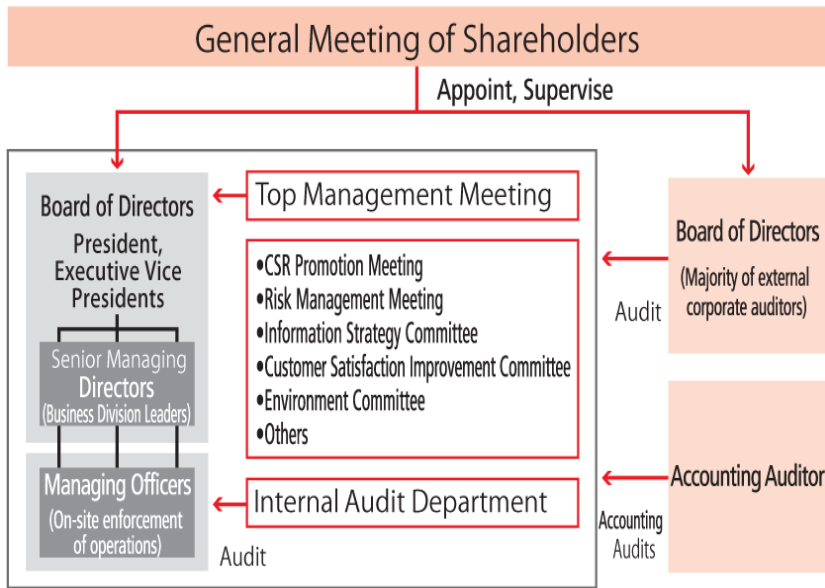 General Meeting of Shareholders
Appoint, Supervise
Board of Directors
President,
Executive Vice
Presidents
Senior Managing
Directors
(Business Division Leaders)
Managing Officers
(On-site enforcement
of operations)
Top Management Meeting
•CSR Promotion Meeting
•Risk Management Meeting
•Information Strategy Committee
•Customer Satisfaction Improvement Committee
•Environment Committee
•Others
Internal Audit Department
Audit
Board of Directors
(Majority of external
corporate auditors)
Audit
Accounting Auditor
Accounting
Audits